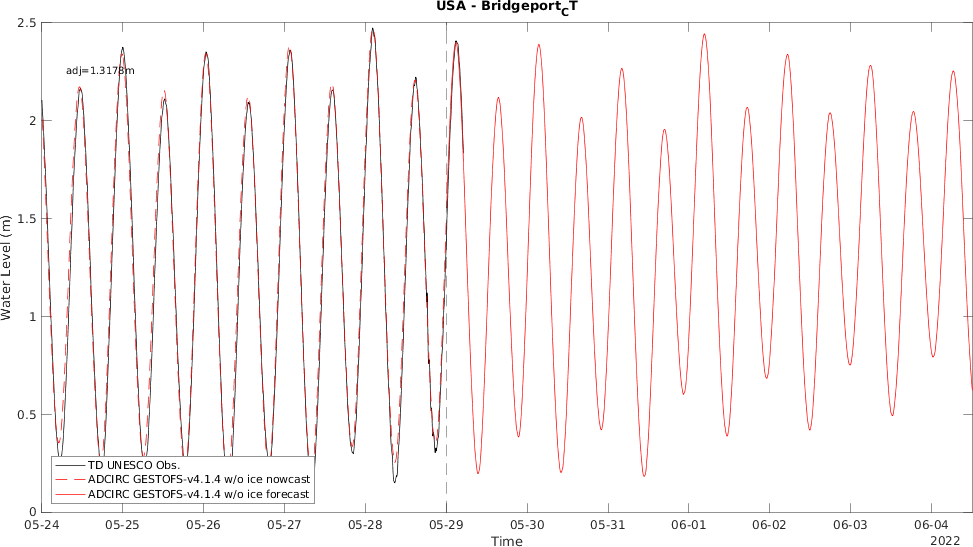 USA - Bridgeport_CT
2.5
adj=1.3178m
2
1.5
Water Level (m)
1
0.5
TD UNESCO Obs.
ADCIRC GESTOFS-v4.1.4 w/o ice nowcast
ADCIRC GESTOFS-v4.1.4 w/o ice forecast
0
05-24 05-25 05-26 05-27 05-28 05-29 05-30 05-31 06-01 06-02 06-03 06-04
Time
2022